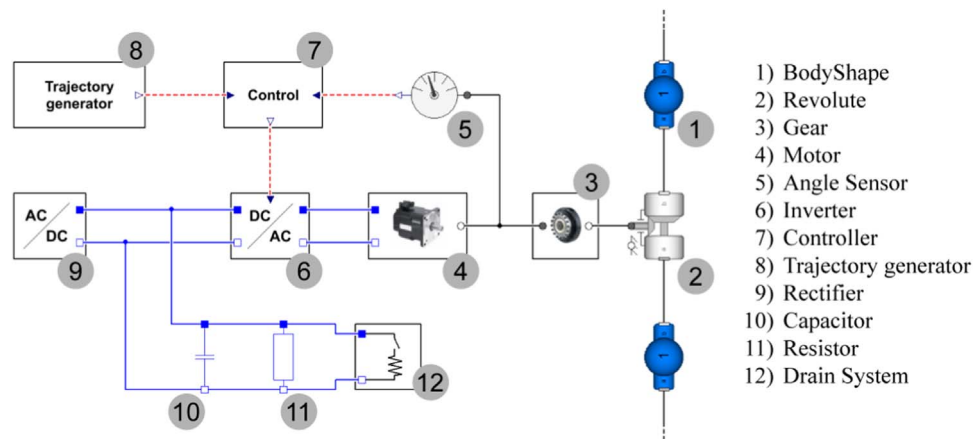 8
7
Trajectory
generator
Control
5
1
1
3
AC
DC
DC
AC
9
6
4
2
10
11
12
1
1) BodyShape
2) Revolute
3) Gear
4) Motor
5) Angle Sensor
6) Inverter
7) Controller
8) Trajectory generator
9) Rectifier
10) Capacitor
11) Resistor
12) Drain System